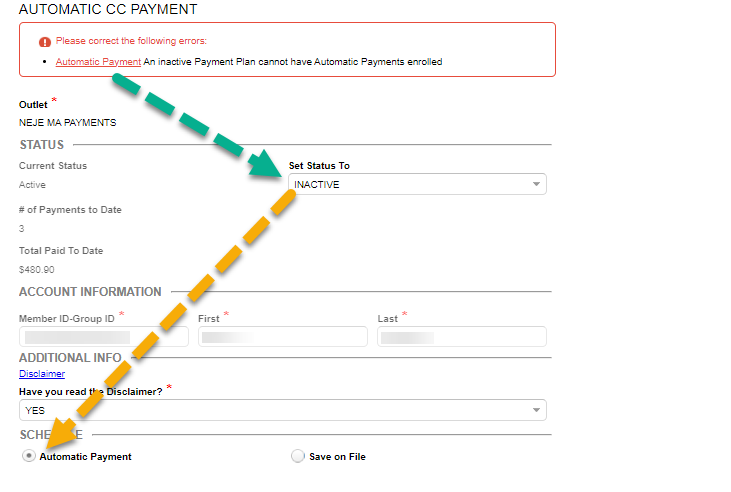 AUTOMATIC CC PAYMENT
Please correct the following errors:
Automatic Payment An inactive Payment Plan cannot have Automatic Payments enrolled
Outlet *
NEJE MA PAYMENTS
STATUS
Current Status
Set Status To
Active
INACTIVE
# of Payments to Date
3
Total Paid To Date
$480.90
ACCOUNT INFORMATION
Member ID-Group ID * First * Last *
ADDITIONAL INFO
Disclaimer
Have you read the Disclaimer? *
YES
Automatic Payment
Save on File